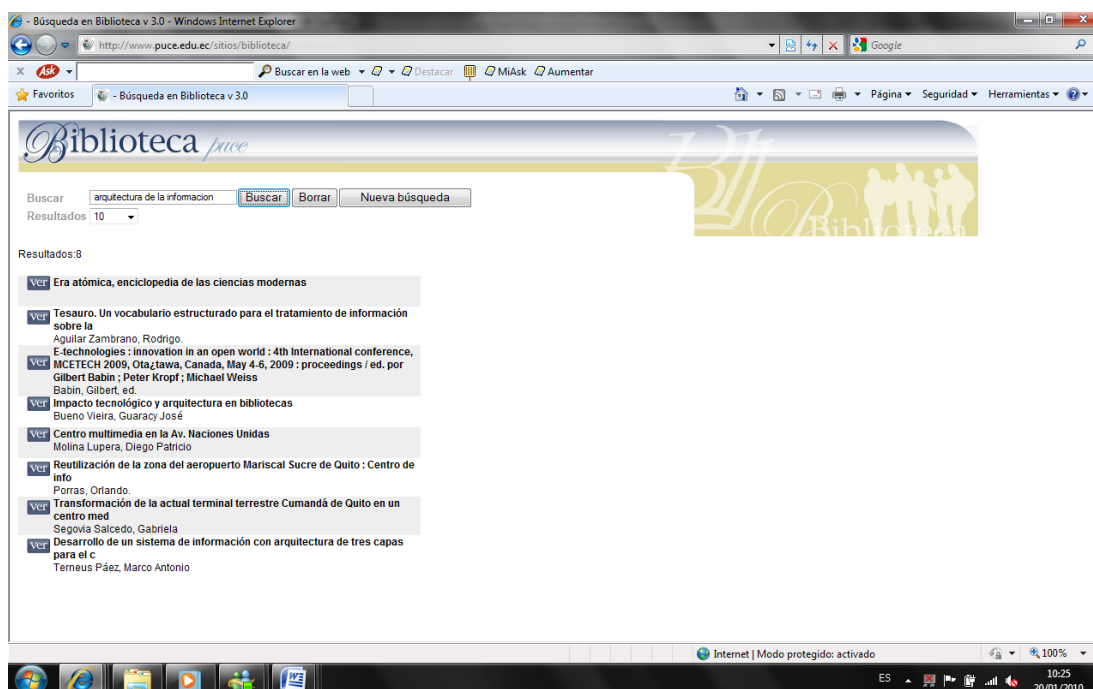 - Búsqueda en Biblioteca v 3.0 - Windows Internet Explorer
http://www.puce.edu.ec/sitios/biblioteca/
Google
Ask
Buscar en la web
Destacar
MiAsk
Aumentar
Favoritos
- Búsqueda en Biblioteca v 3.0
Página
Seguridad
Herramientas
Biblioteca puce
Biblioteca
Buscar
arquitectura de la informacion
Buscar
Borrar
Nueva búsqueda
Resultados
10
Resultados:8
Ver
Era atómica, enciclopedia de las ciencias modernas
Ver
Tesauro. Un vocabulario estructurado para el tratamiento de información
sobre la
Aguilar Zambrano, Rodrigo.
Ver
E-technologies : innovation in an open world : 4th International conference,
MCETECH 2009, Ota¿tawa, Canada, May 4-6, 2009 : proceedings / ed. por
Gilbert Babin ; Peter Kropf ; Michael Weiss
Babin, Gilbert, ed.
Ver
Impacto tecnológico y arquitectura en bibliotecas
Bueno Vieira, Guaracy José
Ver
Centro multimedia en la Av. Naciones Unidas
Molina Lupera, Diego Patricio
Ver
Reutilización de la zona del aeropuerto Mariscal Sucre de Quito : Centro de
info
Porras, Orlando.
Ver
Transformación de la actual terminal terrestre Cumandá de Quito en un
centro med
Segovia Salcedo, Gabriela
Ver
Desarrollo de un sistema de información con arquitectura de tres capas
para el c
Terneus Páez, Marco Antonio
Internet | Modo protegido: activado
100%
ES
10:25
20/01/2010